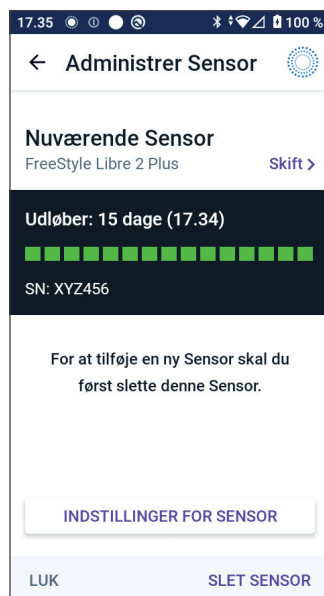 17.35 100 %
Administrer Sensor
Nuværende Sensor
FreeStyle Libre 2 Plus Skift
Udløber: 15 dage (17.34)
SN: XYZ456
For at tilføje en ny Sensor skal du
først slette denne Sensor.
INDSTILLINGER FOR SENSOR
LUK SLET SENSOR